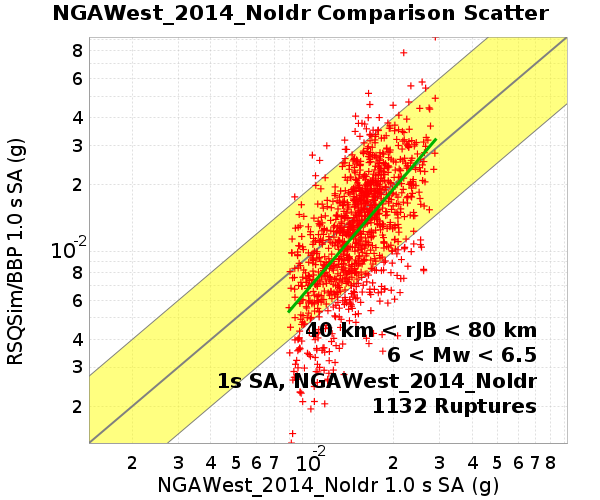 NGAWest_2014_NoIdr Comparison Scatter
RSQSim/BBP 1.0 s SA (g)
8
6
4
3
2
10-2
8
6
4
3
2
40 km < rJB < 80 km
6 < Mw < 6.5
1s SA, NGAWest_2014_NoIdr
1132 Ruptures
2 3 4 5 6 7 10-2 2 3 4 5 6 7 8
NGAWest_2014_NoIdr 1.0 s SA (g)